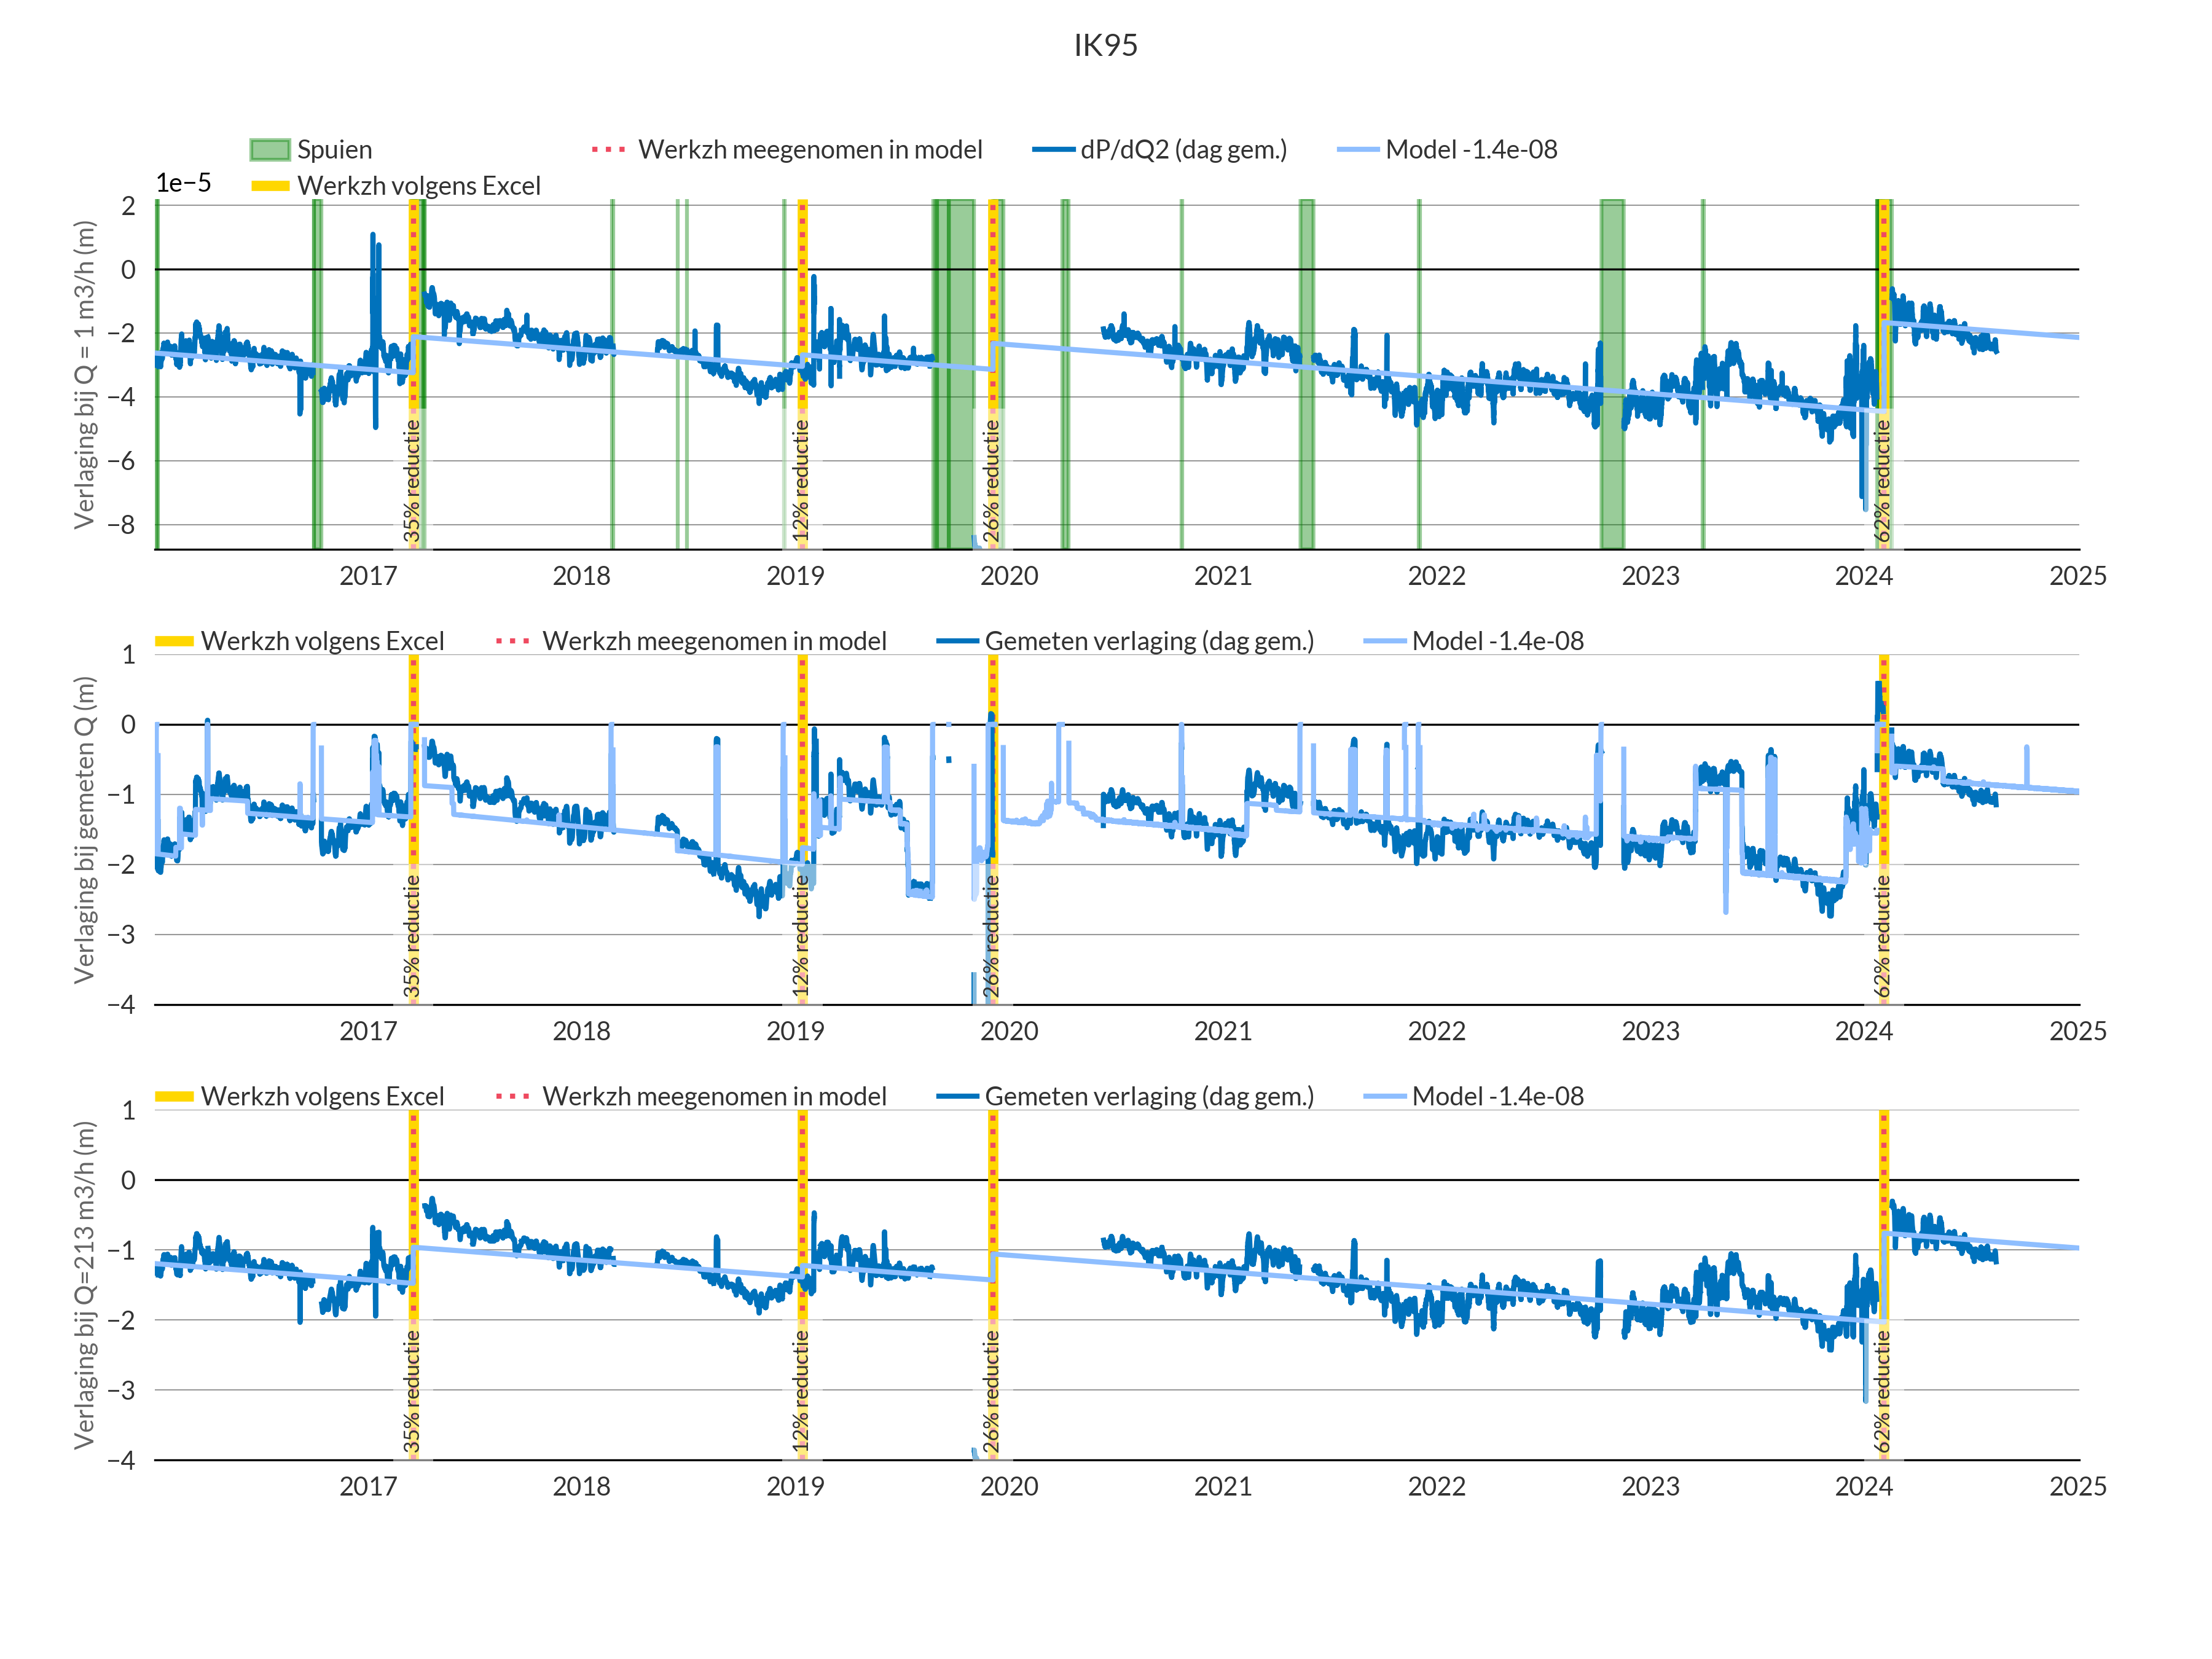 IK95
Spuien
Werkzh meegenomen in model
dP/dQ2 (dag gem.)
Model -1.4e-08
Werkzh volgens Excel
1e−5
Verlaging bij Q = 1 m3/h (m)
2
0
−2
−4
−6
−8
35% reductie
12% reductie
26% reductie
62% reductie
2017 2018 2019 2020 2021 2022 2023 2024 2025
Werkzh volgens Excel
Werkzh meegenomen in model
Gemeten verlaging (dag gem.)
Model -1.4e-08
Verlaging bij gemeten Q (m)
1
0
−1
−2
−3
−4
35% reductie
12% reductie
26% reductie
62% reductie
2017 2018 2019 2020 2021 2022 2023 2024 2025
Werkzh volgens Excel
Werkzh meegenomen in model
Gemeten verlaging (dag gem.)
Model -1.4e-08
Verlaging bij Q=213 m3/h (m)
1
0
−1
−2
−3
−4
35% reductie
12% reductie
26% reductie
62% reductie
2017 2018 2019 2020 2021 2022 2023 2024 2025